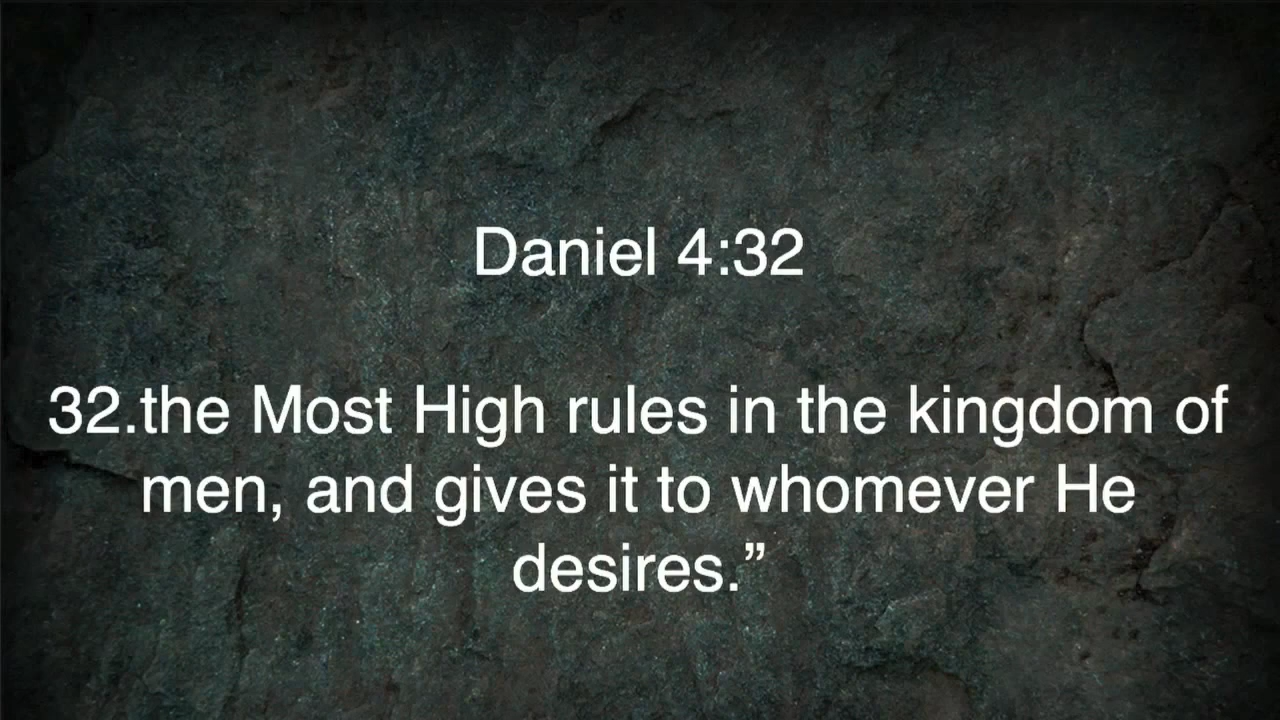 Daniel 4:32
32.the Most High rules in the kingdom of
men, and gives it to whomever He
desires.”